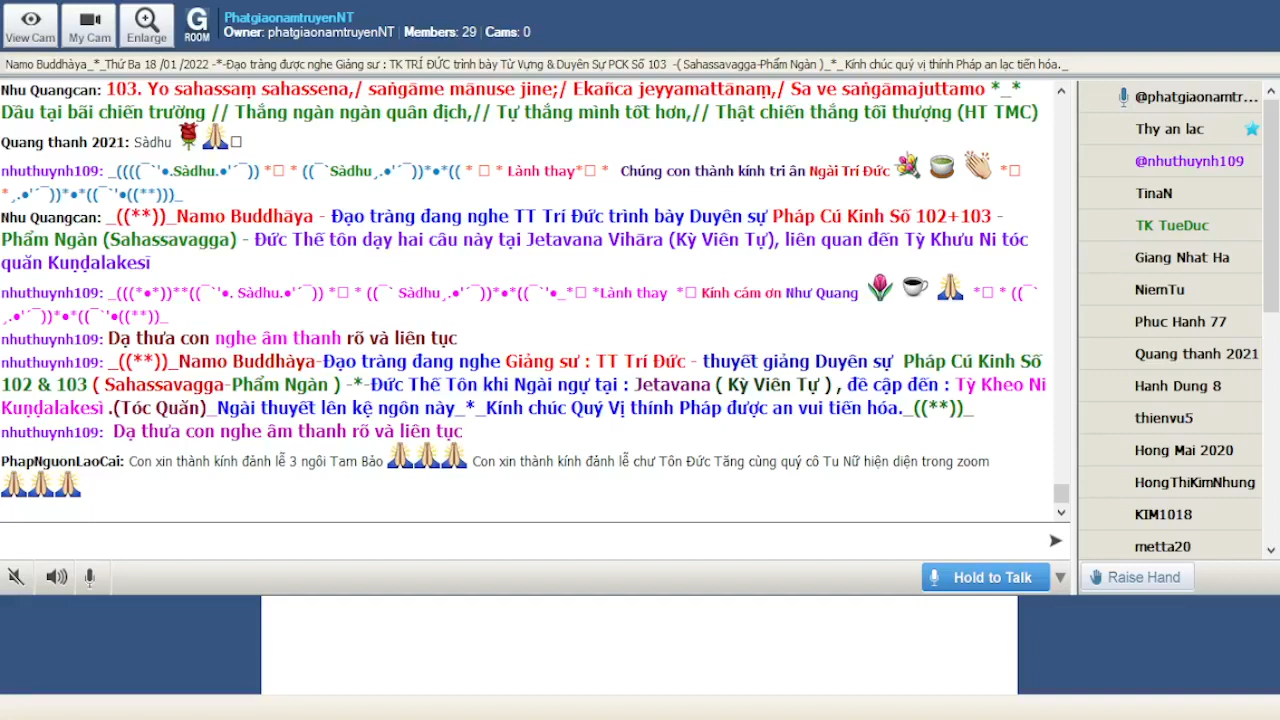 View Cam
My Cam
Enlarge
G
ROOM
PhatgiaonamtruyenNT
Owner: phatgiaonamtruyenNT | Members: 29 | Cams: 0
Namo Buddhàya_*_Thứ Ba 18 /01 /2022 -*-Đạo tràng được nghe Giảng sư : TK TRÍ ĐỨC trình bày Từ Vựng & Duyên Sự PCK Số 103 -( Sahassavagga-Phẩm Ngàn )_*_ Kính chúc quý vị thính Pháp an lạc tiến hóa._
Nhu Quangcan: 103. Yo sahassaṃ sahassena,/ saṅgāme mānuse jine;/ Ekañca jeyyamattānaṃ,/ Sa ve saṅgāmajuttamo *_*
Dầu tại bãi chiến trường // Thắng ngàn ngàn quân địch,// Tự thắng mình tốt hơn,// Thật chiến thắng tối thượng (HT TMC)
Quang thanh 2021: Sàdhu
nhuthuynh109: _((((¯`'•.Sàdhu.•'´¯)) *□ * ((¯`Sàdhu¸.•'´¯))*•*(( * □ * Lành thay*□ * Chúng con thành kính tri ân Ngài Trí Đức *□
*¸.•'´¯))*•*((¯`'•((**)))_
Nhu Quangcan: _((**))_Namo Buddhāya - Đạo tràng đang nghe TT Trí Đức trình bày Duyên sự Pháp Cú Kinh Số 102+103 -
Phẩm Ngàn (Sahassavagga) - Đức Thế tôn dạy hai câu này tại Jetavana Vihāra (Kỳ Viên Tự), liên quan đến Tỳ Khưu Ni tóc
quăn Kuṇḍalakesī
nhuthuynh109: _(((*•*))**((¯`'•. Sàdhu.•'´¯)) *□ * ((¯` Sàdhu¸.•'´¯))*•*((¯`'•_*□ *Lành thay *□ Kính cám ơn Như Quang *□ * ((¯`
¸.•'´¯))*•*((¯`'•((**))_
nhuthuynh109: Dạ thưa con nghe âm thanh rõ và liên tục
nhuthuynh109: _((**))_Namo Buddhàya-Đạo tràng đang nghe Giảng sư : TT Trí Đức - thuyết giảng Duyên sự Pháp Cú Kinh Số
102 & 103 ( Sahassavagga-Phẩm Ngàn ) -*-Đức Thế Tôn khi Ngài ngự tại : Jetavana ( Kỳ Viên Tự ) , đề cập đến : Tỳ Kheo Ni
Kuṇḍalakesì .(Tóc Quăn)_Ngài thuyết lên kệ ngôn này_*_Kính chúc Quý Vị thính Pháp được an vui tiến hóa._((**))_
nhuthuynh109: Dạ thưa con nghe âm thanh rõ và liên tục
PhapNguonLaoCai: Con xin thành kính đảnh lễ 3 ngôi Tam Bảo Con xin thành kính đảnh lễ chư Tôn Đức Tăng cùng quý cô Tu Nữ hiện diện trong zoom
Hold to Talk
@phatgiaonamtr...
Thy an lac
@nhuthuynh109
TinaN
TK TueDuc
Giang Nhat Ha
NiemTu
Phuc Hanh 77
Quang thanh 2021
Hanh Dung 8
thienvu5
Hong Mai 2020
HongThiKimNhung
KIM1018
metta20
Raise Hand